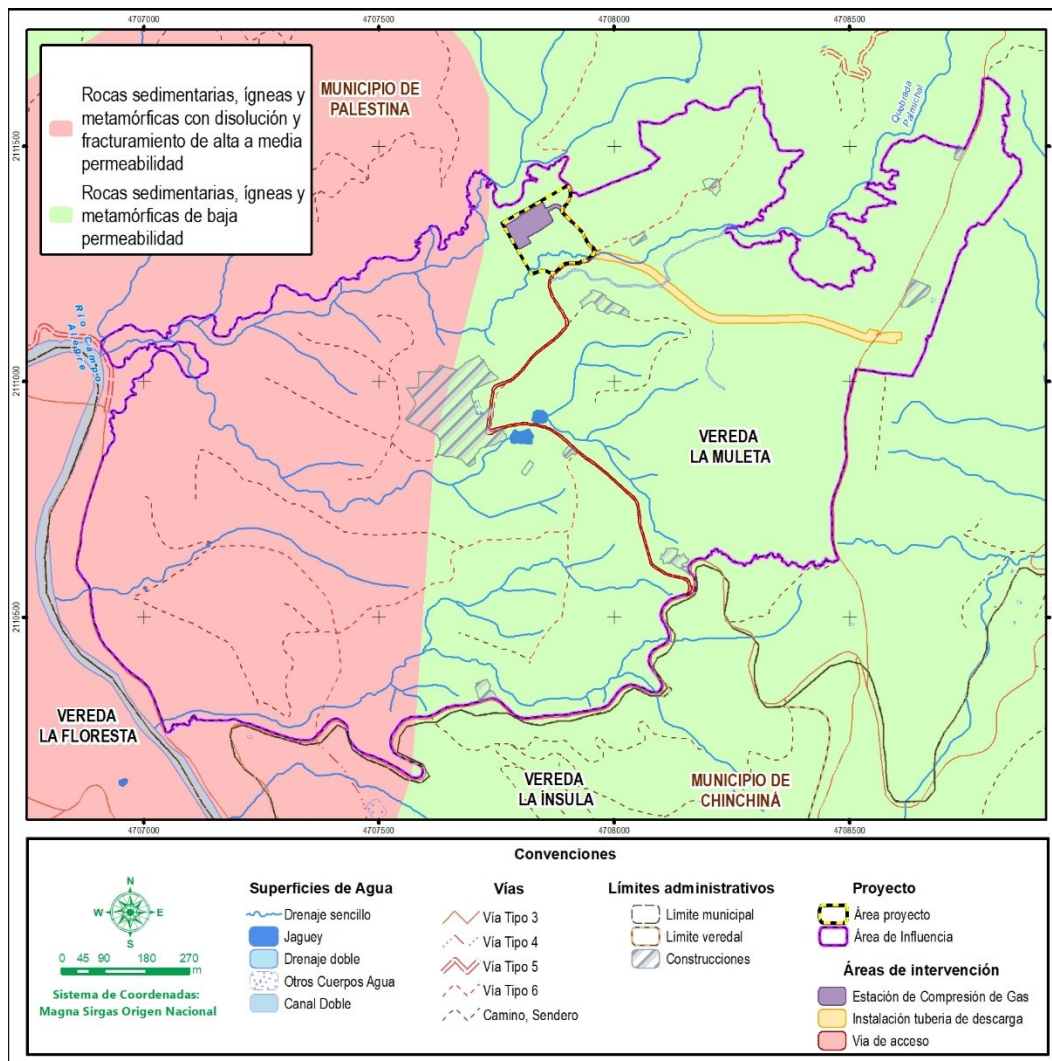 4707000
4707500
4708000
4708500
2111500
2111000
2110500
Rocas sedimentarias, ígneas y
metamórficas con disolución y
fracturamiento de alta a media
permeabilidad
Rocas sedimentarias, ígneas y
metamórficas de baja
permeabilidad
MUNICIPIO DE
PALESTINA
Quebrada
Palmichal
Río Campo
Alegre
VEREDA
LA MULETA
VEREDA
LA FLORESTA
VEREDA
LA ÍNSULA
MUNICIPIO DE
CHINCHINÁ
2111500
2111000
2110500
4707000
4707500
4708000
4708500
Convenciones
N
W
E
S
0 45 90 180 270
m
Sistema de Coordenadas:
Magna Sirgas Origen Nacional
Superficies de Agua
Drenaje sencillo
Jaguey
Drenaje doble
Otros Cuerpos Agua
Canal Doble
Vías
Vía Tipo 3
Vía Tipo 4
Vía Tipo 5
Vía Tipo 6
Camino, Sendero
Límites administrativos
Límite municipal
Límite veredal
Construcciones
Proyecto
Área proyecto
Área de Influencia
Áreas de intervención
Estación de Compresión de Gas
Instalación tuberia de descarga
Via de acceso